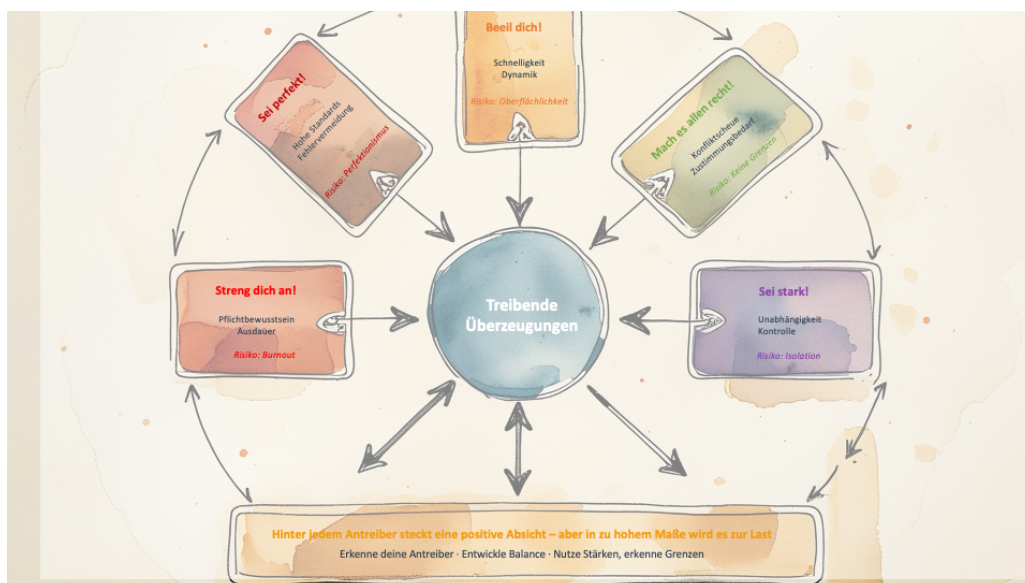 Beeil dich!
Schnelligkeit
Dynamik
Risiko: Oberflächlichkeit
Sei perfekt!
Hohe Standards
Fehlervermeidung
Risiko: Perfektionismus
Mach es allen recht!
Konfliktscheue
Zustimmungsbedarf
Risiko: Keine Grenzen
Streng dich an!
Pflichtbewusstsein
Ausdauer
Risiko: Burnout
Treibende
Überzeugungen
Sei stark!
Unabhängigkeit
Kontrolle
Risiko: Isolation
Hinter jedem Antreiber steckt eine positive Absicht – aber in zu hohem Maße wird es zur Last
Erkenne deine Antreiber · Entwickle Balance · Nutze Stärken, erkenne Grenzen